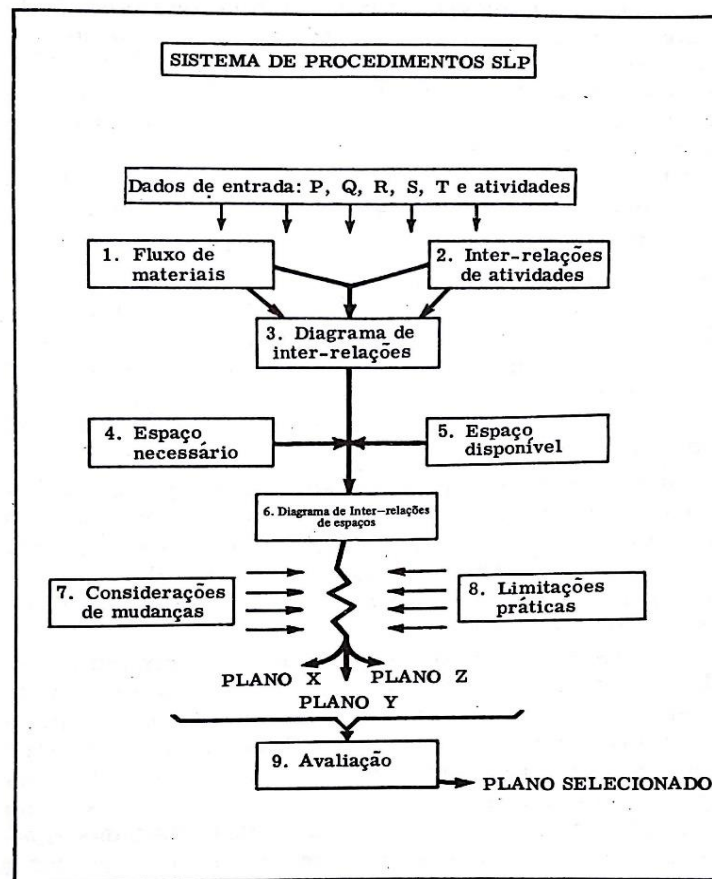 SISTEMA DE PROCEDIMENTOS SLP
Dados de entrada: P, Q, R, S, T e atividades
1. Fluxo de
materiais
2. Inter-relações
de atividades
3. Diagrama de
inter-relações
4. Espaço
necessário
5. Espaço
disponível
6. Diagrama de Inter-relações
de espaços
7. Considerações
de mudanças
8. Limitações
práticas
PLANO X
PLANO Z
PLANO Y
9. Avaliação
PLANO SELECIONADO